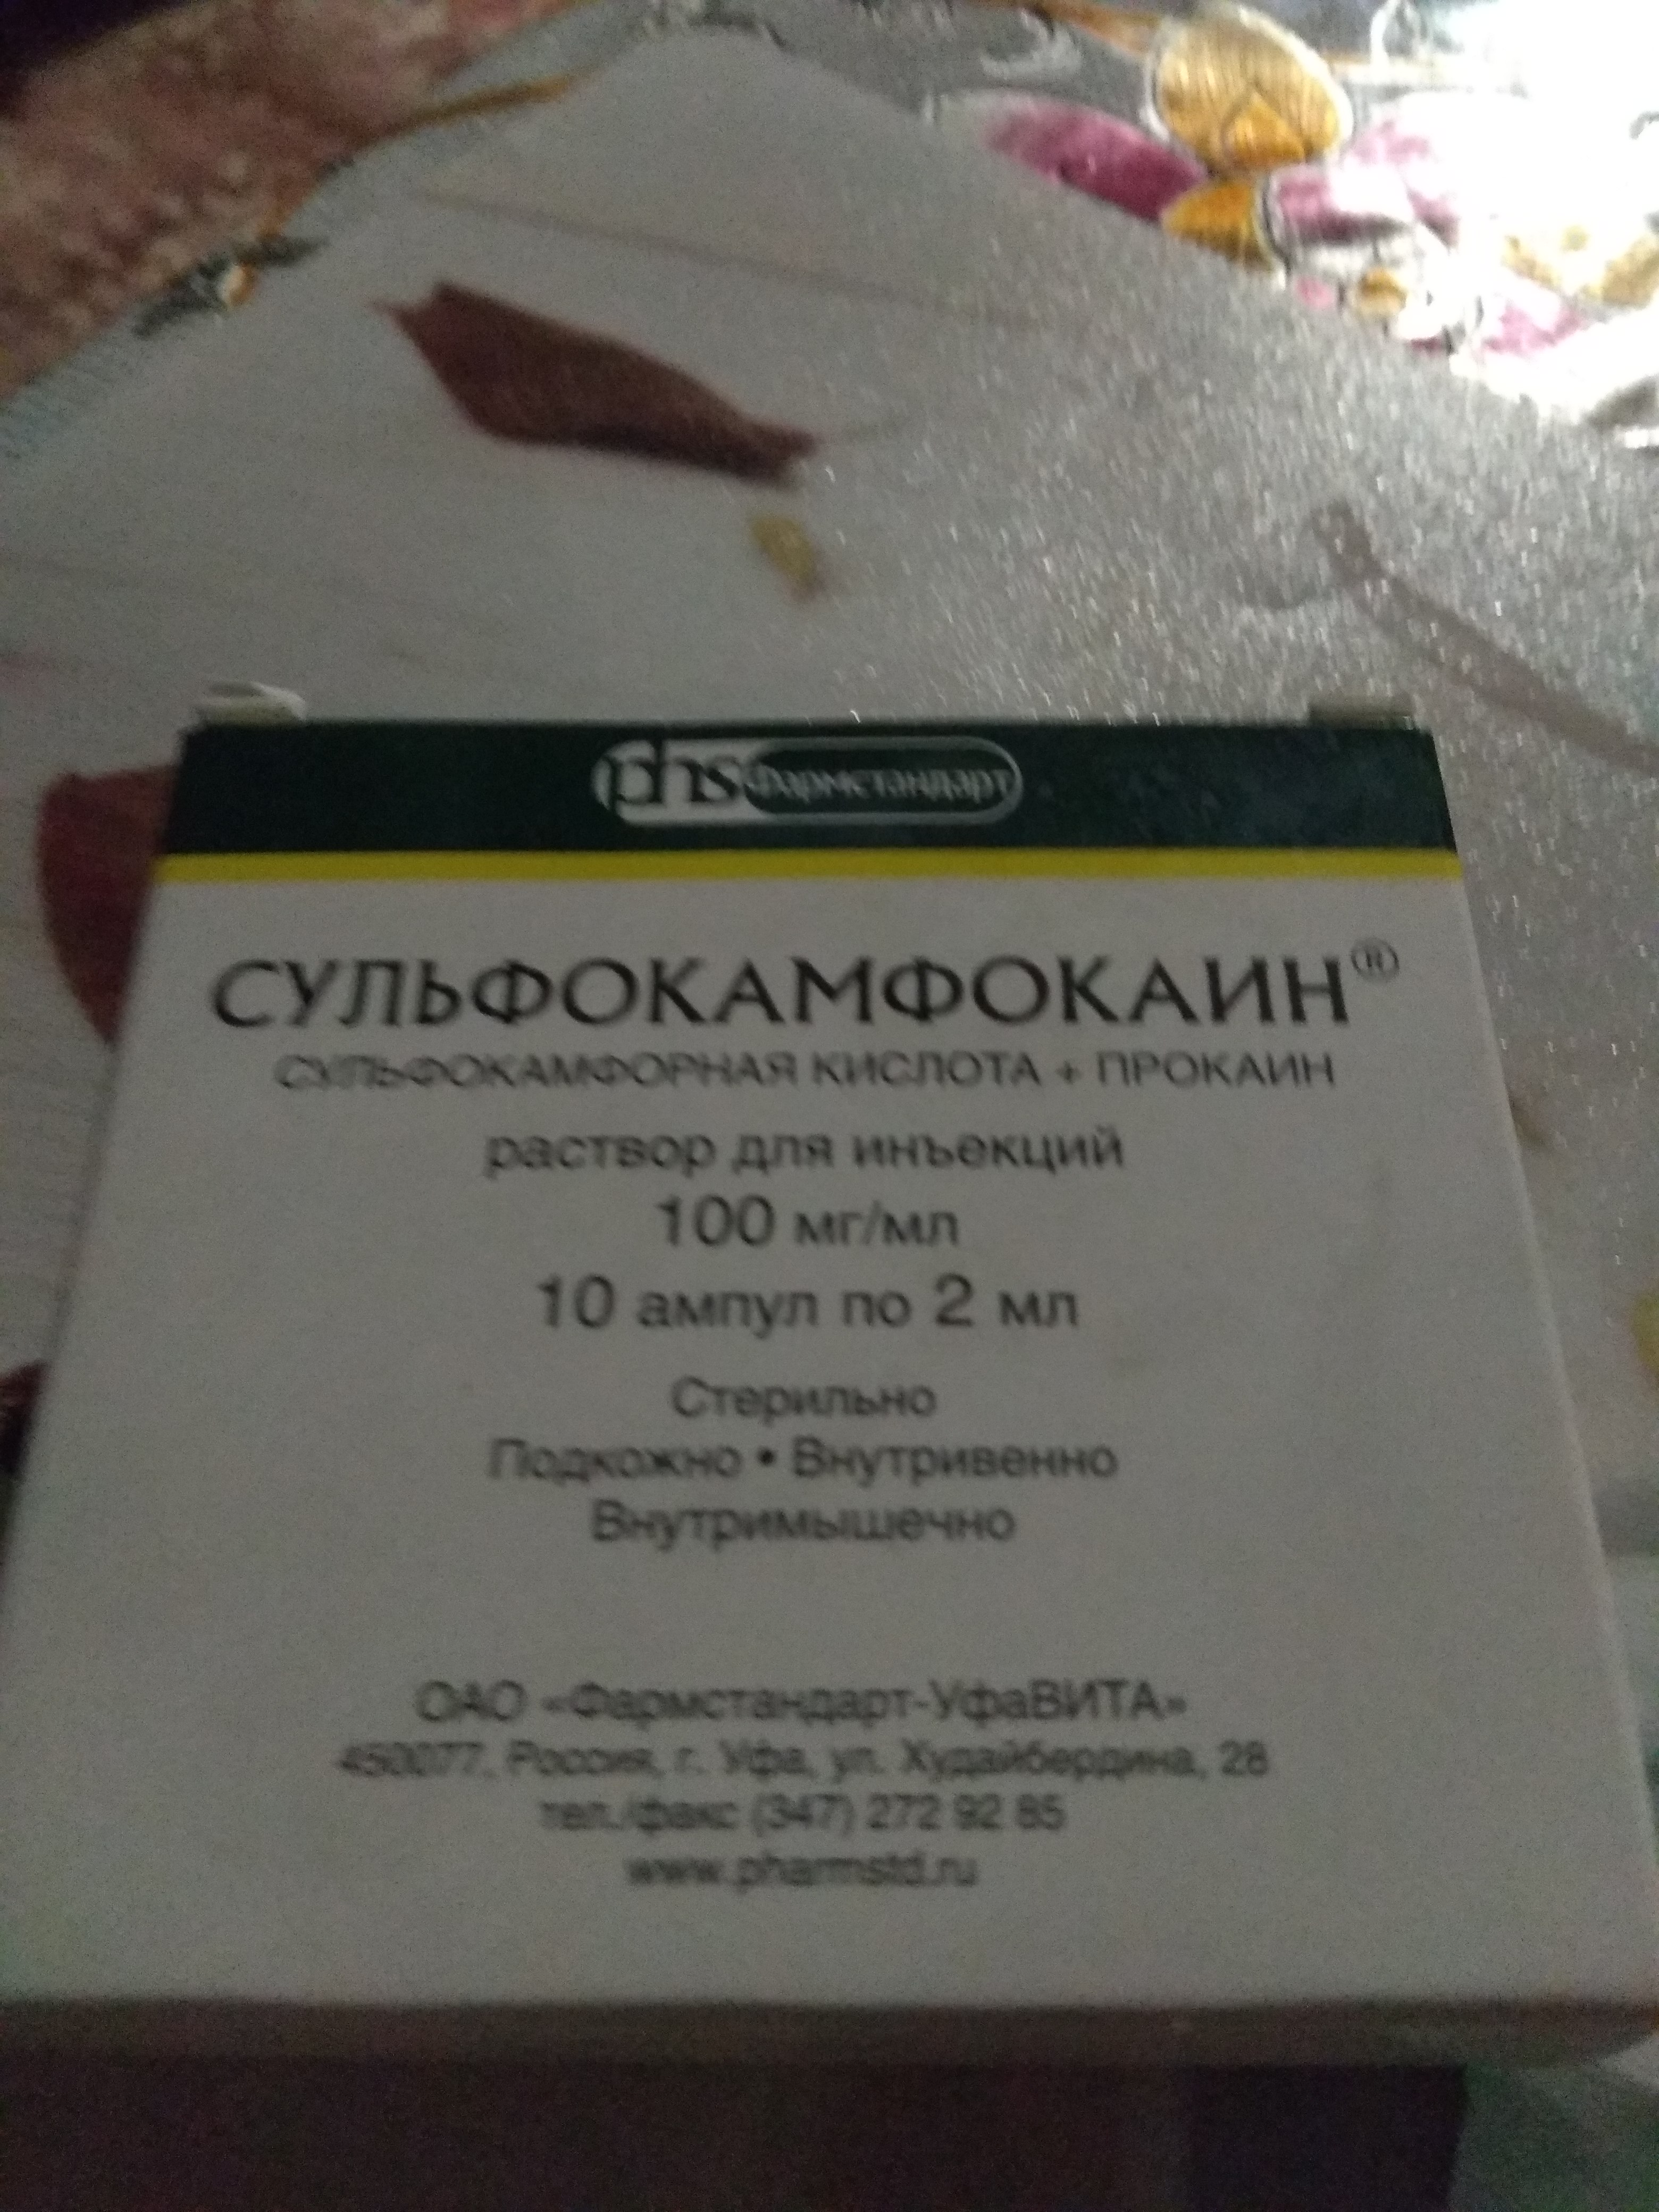 phs Фармстандарт
СУЛЬФОКАМФОКАИН®
СУЛЬФОКАМФОРНАЯ КИСЛОТА + ПРОКАИН
раствор для инъекций
100 мг/мл
10 ампул по 2 мл
Стерильно
Подкожно • Внутривенно
Внутримышечно
ОАО «Фармстандарт-УфаВИТА»
450077, Россия, г. Уфа, ул. Худайбердина, 28
тел./факс (347) 272 92 85
www.pharmstd.ru